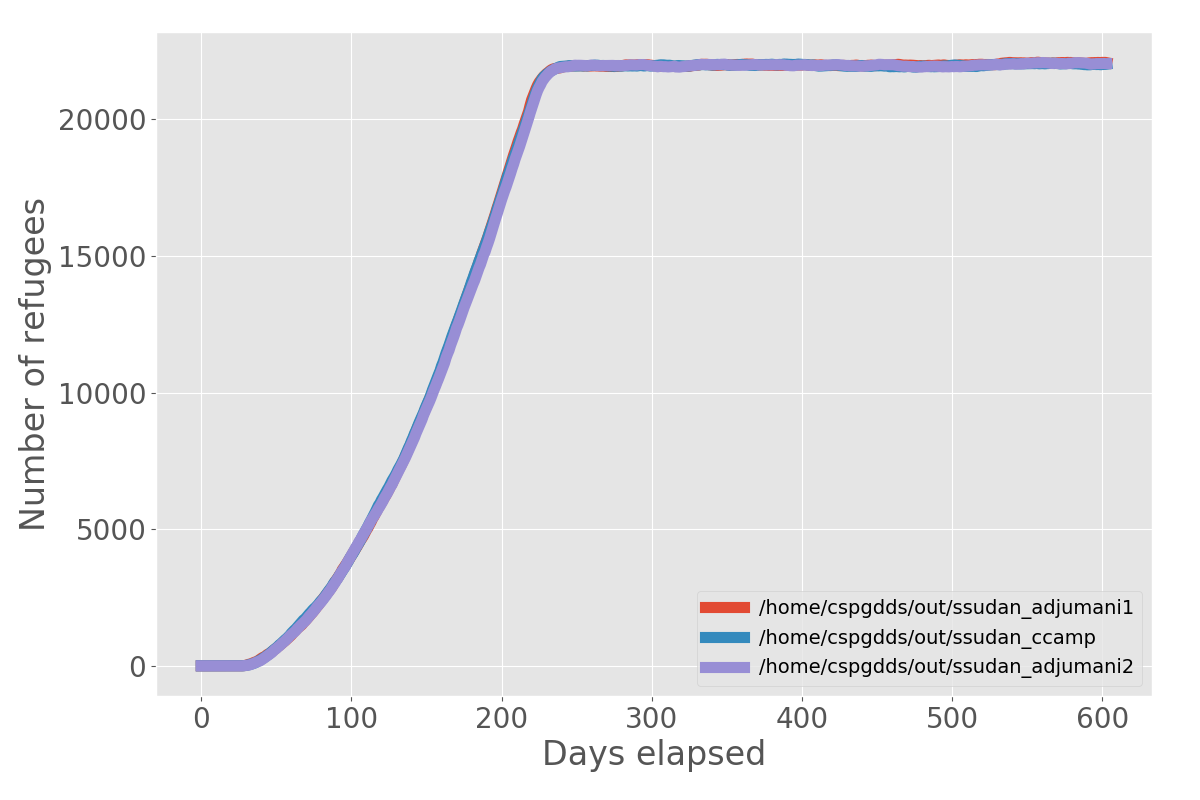 Number of refugees
20000
15000
10000
5000
0
0 100 200 300 400 500 600
Days elapsed
/home/cspgdds/out/ssudan_adjumani1
/home/cspgdds/out/ssudan_ccamp
/home/cspgdds/out/ssudan_adjumani2